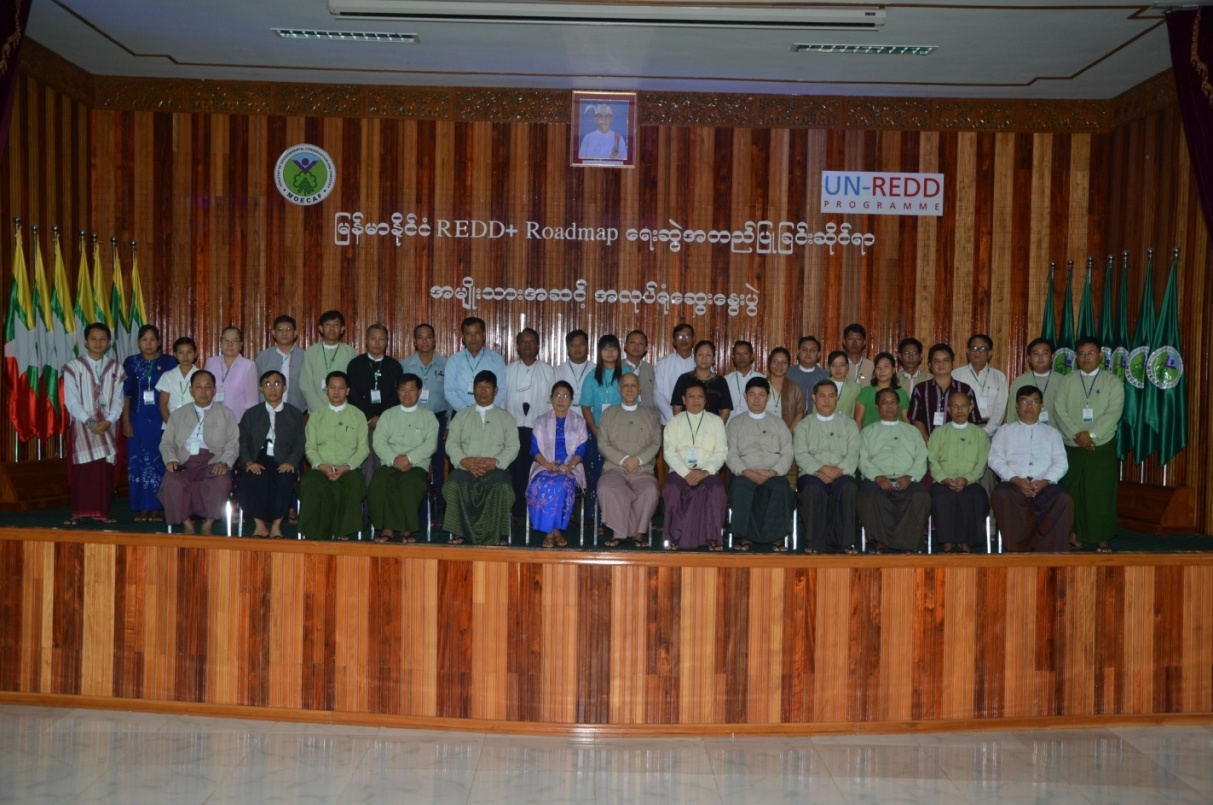 MOECAF
UN-REDD
PROGRAMME
မြန်မာနိုင်ငံ REDD+ Roadmap ရေးဆွဲအတည်ပြုခြင်းဆိုင်ရာ
အမျိုးသားအဆင့် အလုပ်ရုံဆွေးနွေးပွဲ